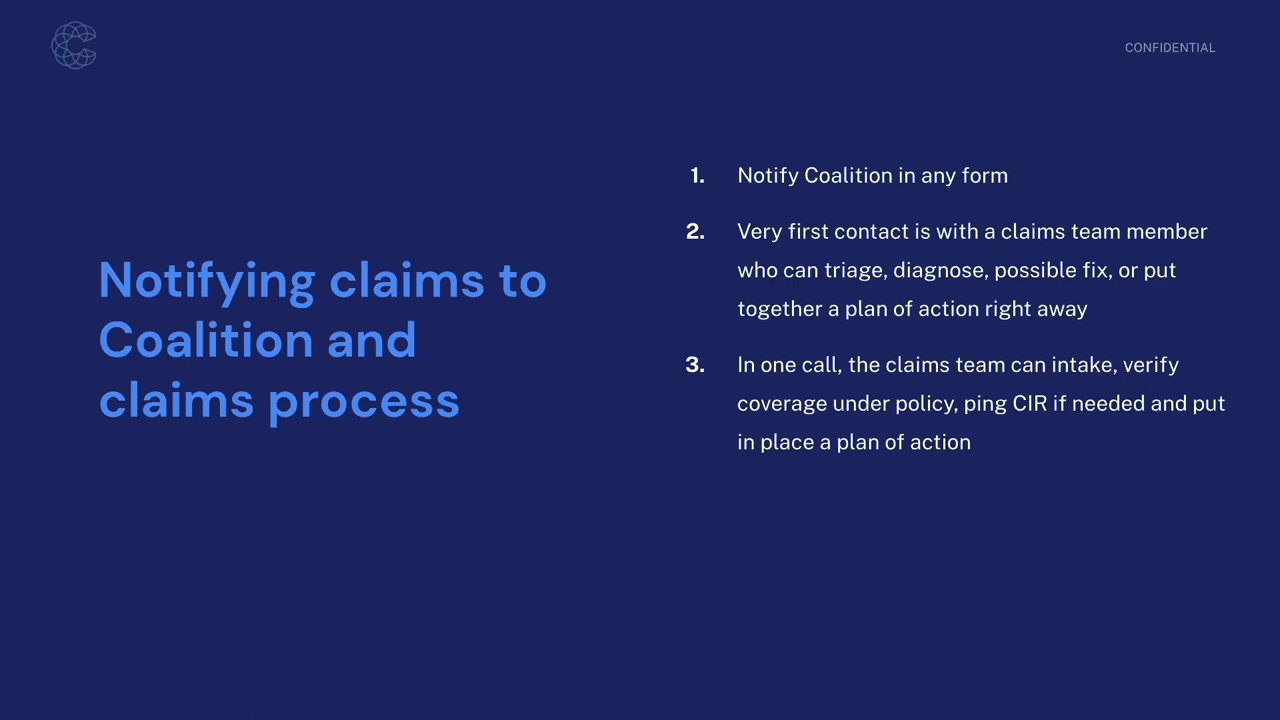 CONFIDENTIAL
Notifying claims to
Coalition and
claims process
1. Notify Coalition in any form
2. Very first contact is with a claims team member
who can triage, diagnose, possible fix, or put
together a plan of action right away
3. In one call, the claims team can intake, verify
coverage under policy, ping CIR if needed and put
in place a plan of action